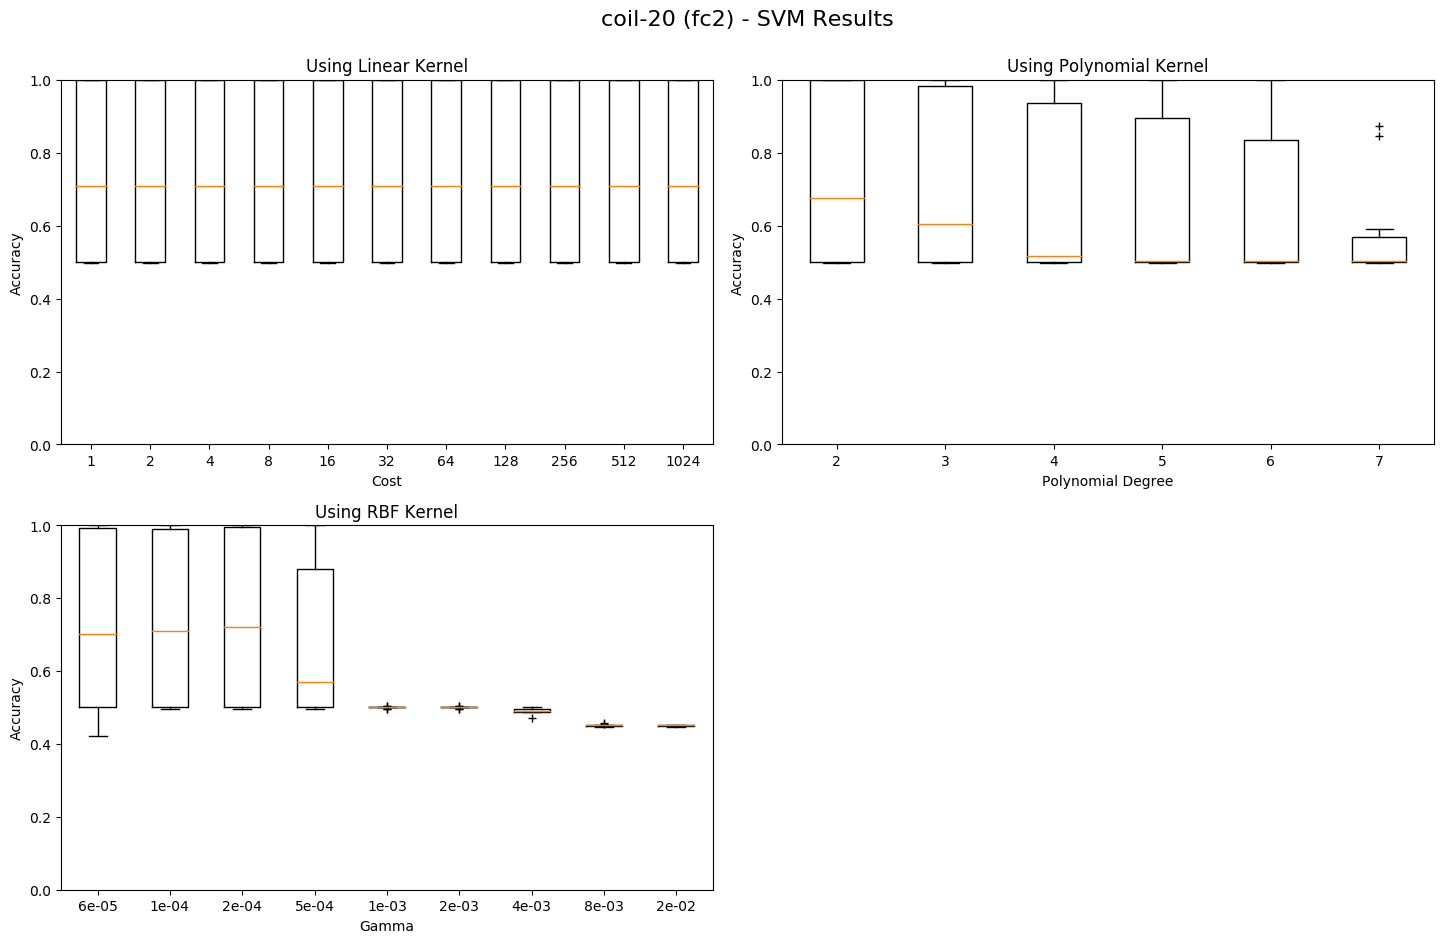 coil-20 (fc2) - SVM Results
Using Linear Kernel
1.0
0.8
0.6
0.4
0.2
0.0
Accuracy
1 2 4 8 16 32 64 128 256 512 1024
Cost
Using Polynomial Kernel
1.0
0.8
0.6
0.4
0.2
0.0
Accuracy
2 3 4 5 6 7
Polynomial Degree
Using RBF Kernel
1.0
0.8
0.6
0.4
0.2
0.0
Accuracy
6e-05 1e-04 2e-04 5e-04 1e-03 2e-03 4e-03 8e-03 2e-02
Gamma